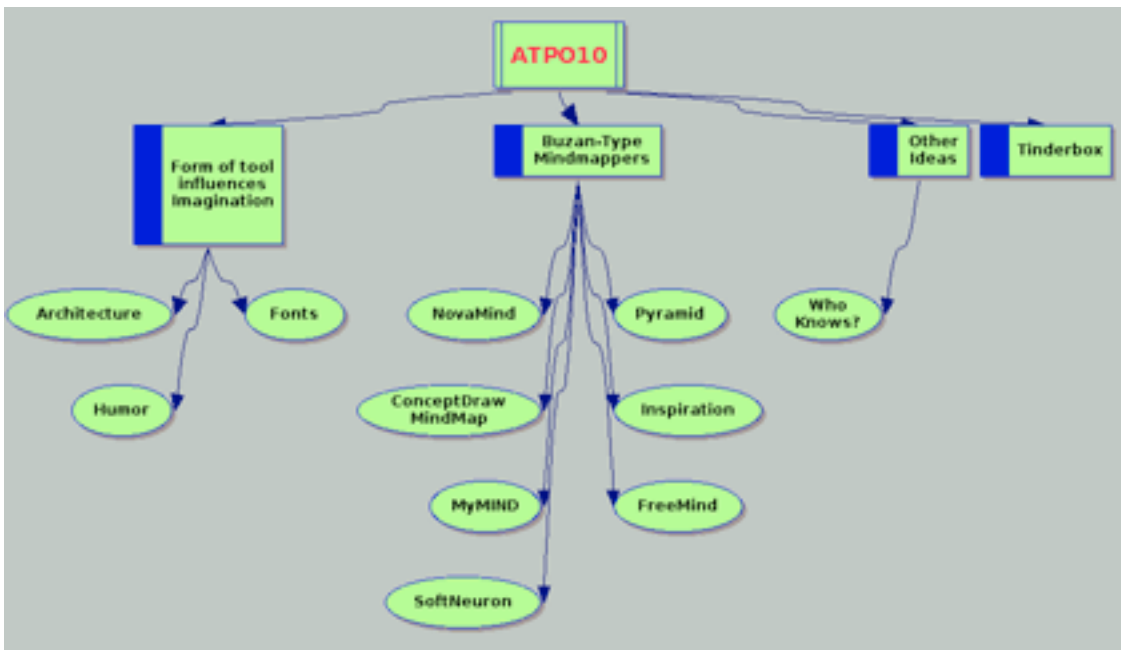 ATPO10
Form of tool
influences
Imagination
Buzan-Type
Mindmappers
Other
Ideas
Tinderbox
Architecture
Fonts
NovaMind
Pyramid
Who
Knows?
Humor
ConceptDraw
MindMap
Inspiration
MyMIND
FreeMind
SoftNeuron